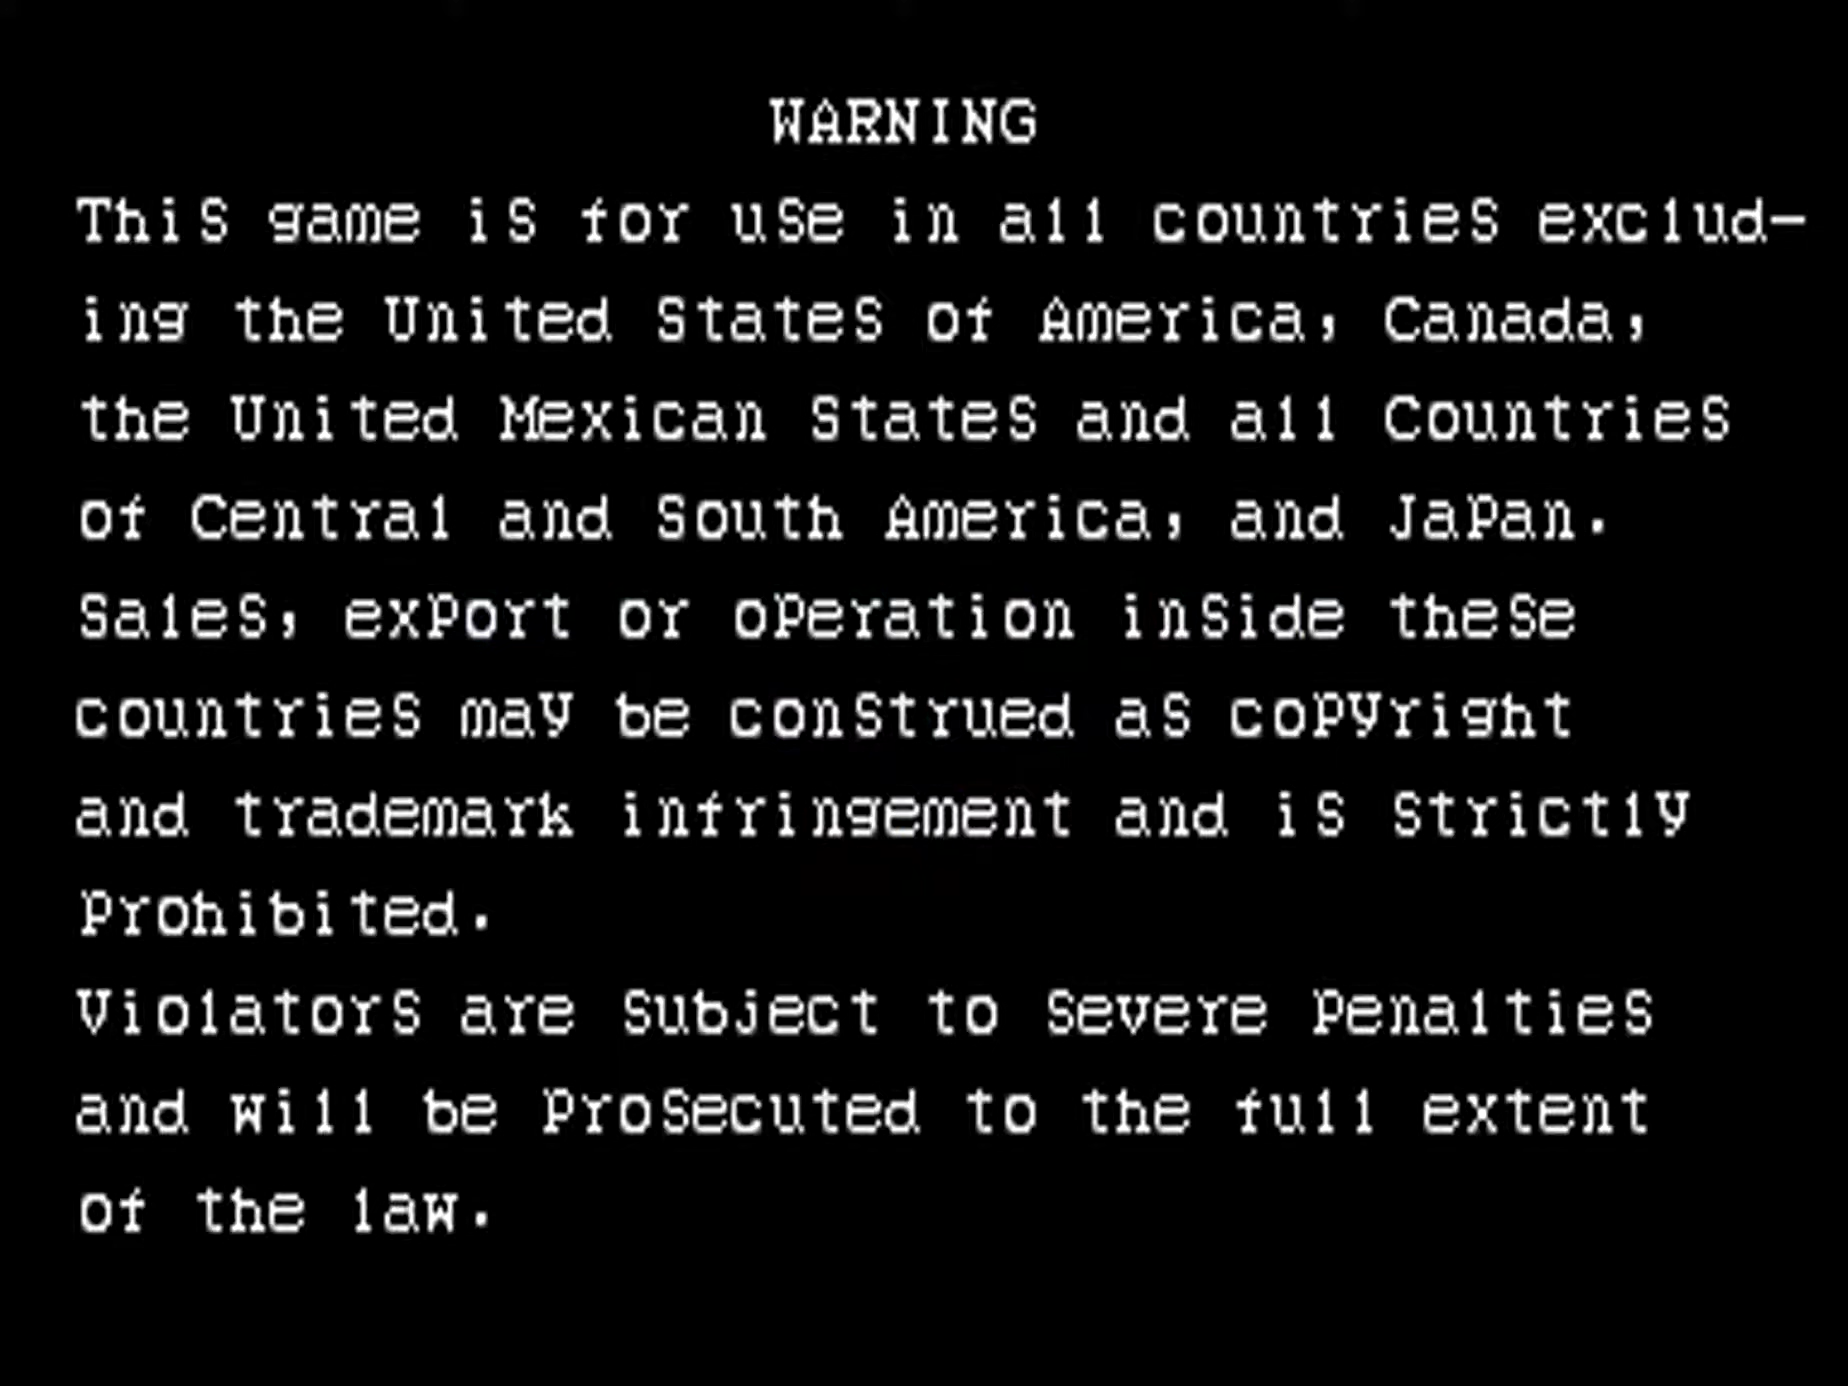 WARNING
This game is for use in all countries exclud-
ing the United States of America, Canada,
the United Mexican States and all Countries
of Central and South America, and Japan.
Sales, export or operation inside these
countries may be construed as copyright
and trademark infringement and is strictly
prohibited.
Violators are subject to severe penalties
and will be prosecuted to the full extent
of the law.